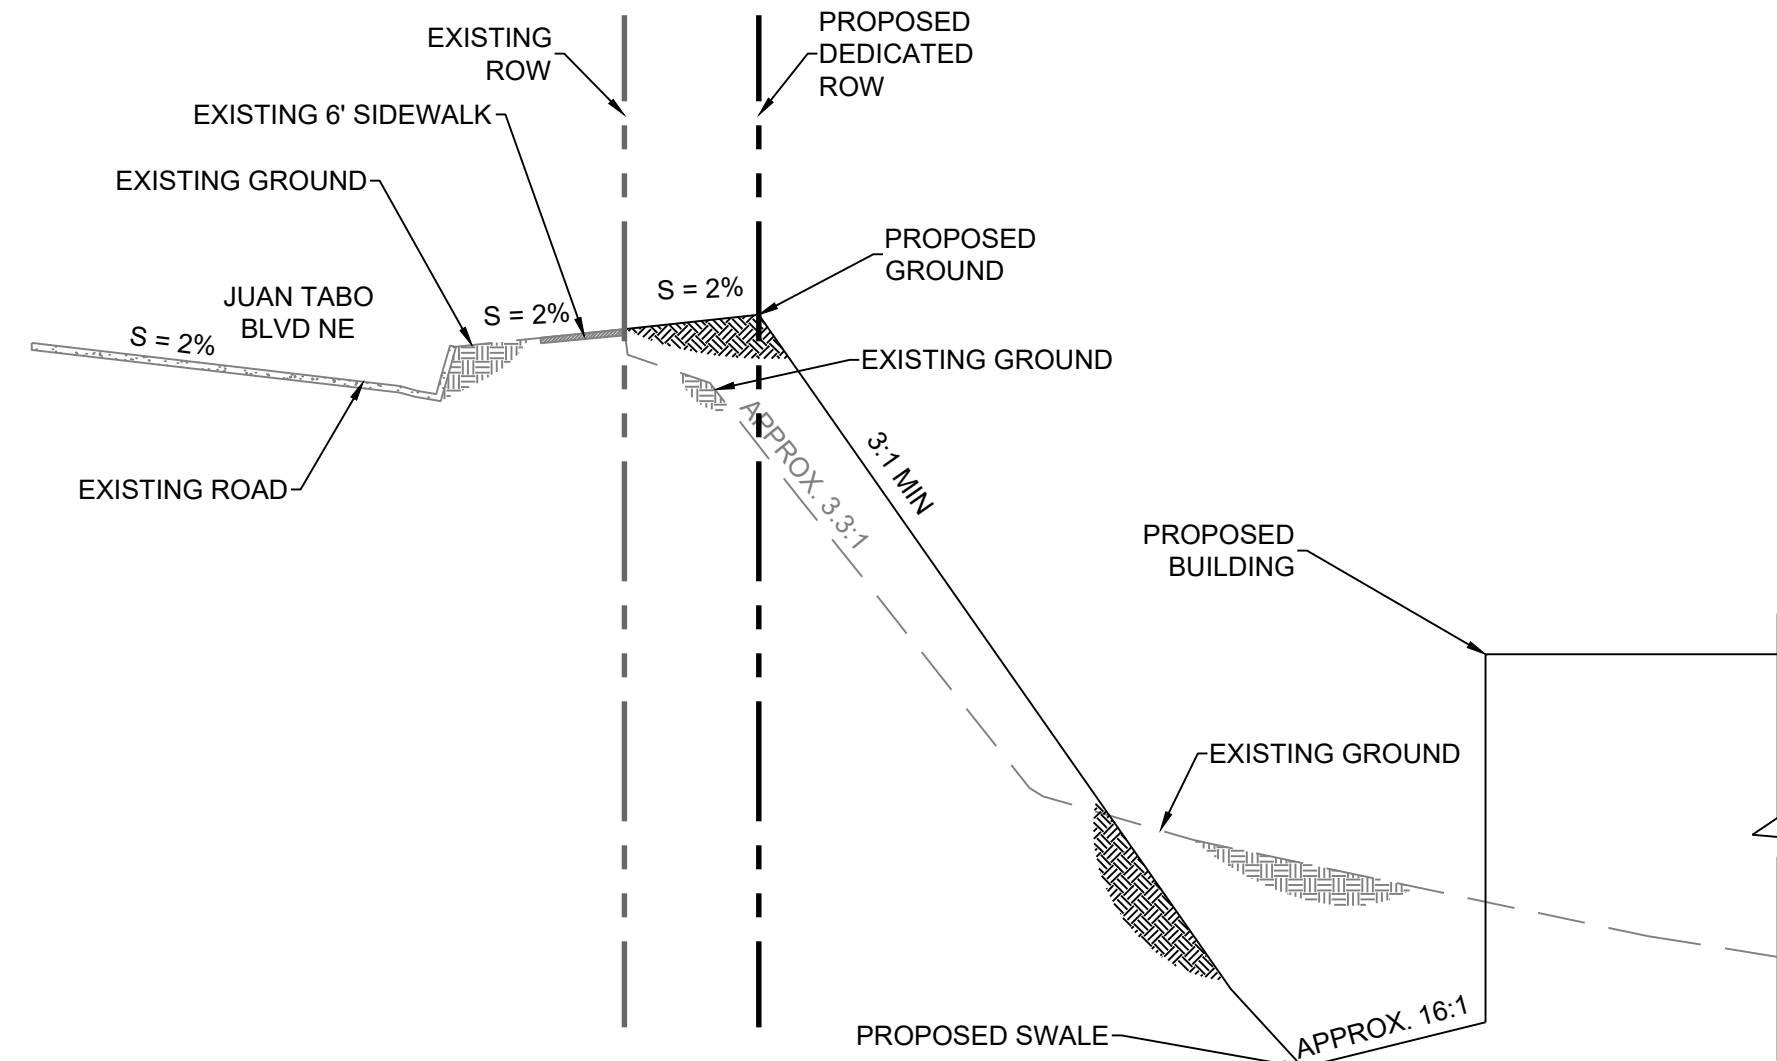 EXISTING
ROW
PROPOSED
DEDICATED
ROW
EXISTING 6' SIDEWALK
EXISTING GROUND
PROPOSED
GROUND
JUAN TABO
BLVD NE
S = 2%
S = 2%
S = 2%
EXISTING GROUND
APPROX. 3.3:1
3:1 MIN
EXISTING ROAD
PROPOSED
BUILDING
EXISTING GROUND
PROPOSED SWALE
APPROX. 16:1